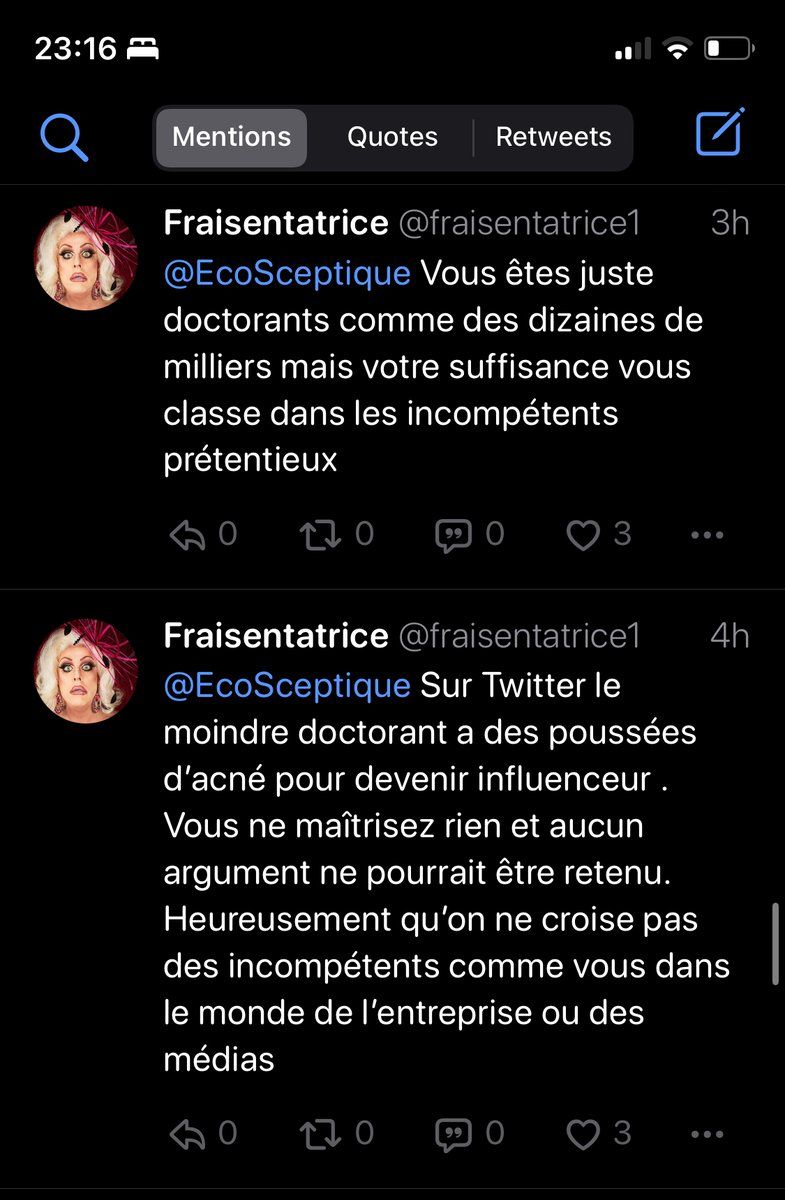 23:16
Mentions Quotes Retweets
Fraisentatrice @fraisentatrice1 3h
@EcoSceptique Vous êtes juste
doctorants comme des dizaines de
milliers mais votre suffisance vous
classe dans les incompétents
prétentieux
0 0 0 3
Fraisentatrice @fraisentatrice1 4h
@EcoSceptique Sur Twitter le
moindre doctorant a des poussées
d’acné pour devenir influenceur .
Vous ne maîtrisez rien et aucun
argument ne pourrait être retenu.
Heureusement qu’on ne croise pas
des incompétents comme vous dans
le monde de l’entreprise ou des
médias
0 0 0 3